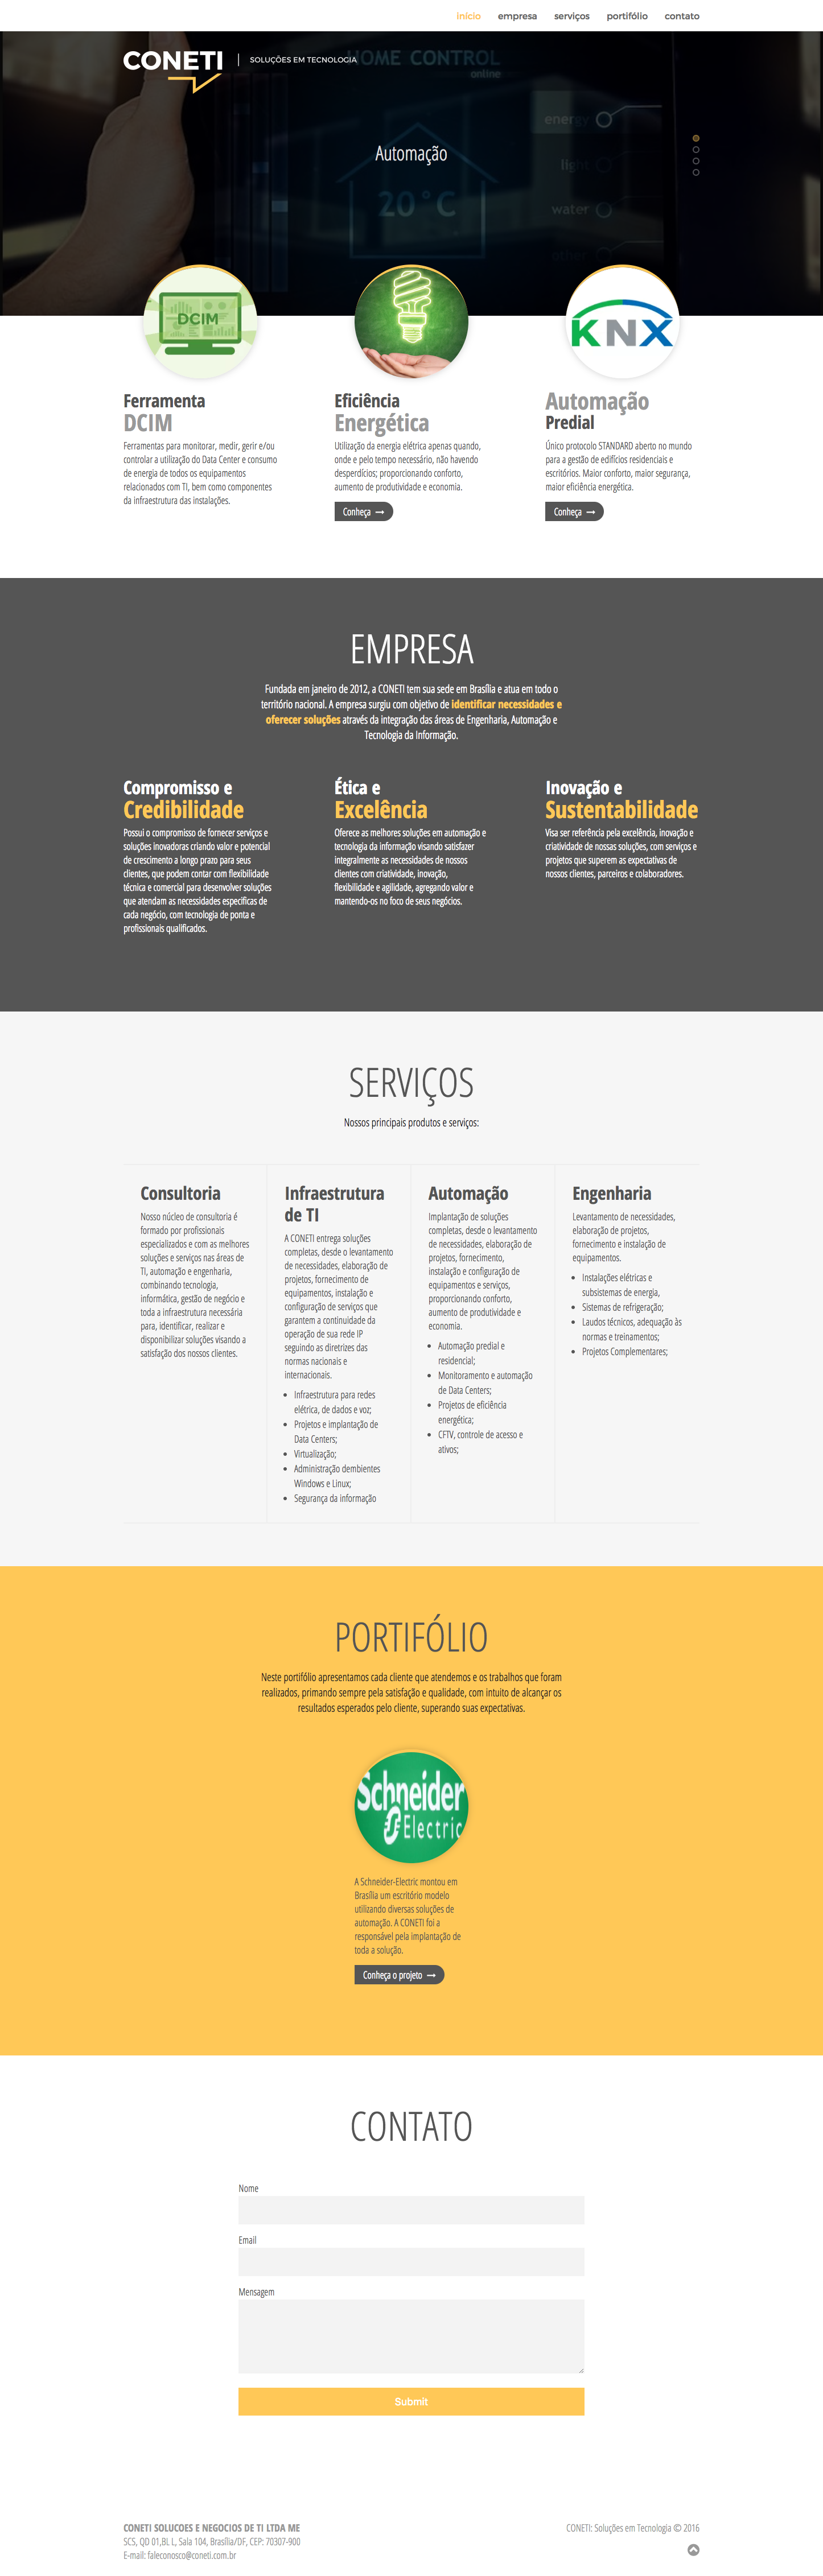 início empresa serviços portifólio contato
CONETI | SOLUÇÕES EM TECNOLOGIA
HOME CONTROL
online
energy
Automação
light
20°C
water
other
DCIM
KNX
Ferramenta
DCIM
Ferramentas para monitorar, medir, gerir e/ou
controlar a utilização do Data Center e consumo
de energia de todos os equipamentos
relacionados com TI, bem como componentes
da infraestrutura das instalações.
Eficiência
Energética
Utilização da energia elétrica apenas quando,
onde e pelo tempo necessário, não havendo
desperdícios; proporcionando conforto,
aumento de produtividade e economia.
Conheça →
Automação
Predial
Único protocolo STANDARD aberto no mundo
para a gestão de edifícios residenciais e
escritórios. Maior conforto, maior segurança,
maior eficiência energética.
Conheça →
EMPRESA
Fundada em janeiro de 2012, a CONETI tem sua sede em Brasília e atua em todo o
território nacional. A empresa surgiu com objetivo de identificar necessidades e
oferecer soluções através da integração das áreas de Engenharia, Automação e
Tecnologia da Informação.
Compromisso e
Credibilidade
Possui o compromisso de fornecer serviços e
soluções inovadoras criando valor e potencial
de crescimento a longo prazo para seus
clientes, que podem contar com flexibilidade
técnica e comercial para desenvolver soluções
que atendam as necessidades específicas de
cada negócio, com tecnologia de ponta e
profissionais qualificados.
Ética e
Excelência
Oferece as melhores soluções em automação e
tecnologia da informação visando satisfazer
integralmente as necessidades de nossos
clientes com criatividade, inovação,
flexibilidade e agilidade, agregando valor e
mantendo-os no foco de seus negócios.
Inovação e
Sustentabilidade
Visa ser referência pela excelência, inovação e
criatividade de nossas soluções, com serviços e
projetos que superem as expectativas de
nossos clientes, parceiros e colaboradores.
SERVIÇOS
Nossos principais produtos e serviços:
Consultoria
Nosso núcleo de consultoria é
formado por profissionais
especializados e com as melhores
soluções e serviços nas áreas de
TI, automação e engenharia,
combinando tecnologia,
informática, gestão de negócio e
toda a infraestrutura necessária
para, identificar, realizar e
disponibilizar soluções visando a
satisfação dos nossos clientes.
Infraestrutura
de TI
A CONETI entrega soluções
completas, desde o levantamento
de necessidades, elaboração de
projetos, fornecimento de
equipamentos, instalação e
configuração de serviços que
garantem a continuidade da
operação de sua rede IP
seguindo as diretrizes das
normas nacionais e
internacionais.
• Infraestrutura para redes
elétrica, de dados e voz;
• Projetos e implantação de
Data Centers;
• Virtualização;
• Administração dembientes
Windows e Linux;
• Segurança da informação
Automação
Implantação de soluções
completas, desde o levantamento
de necessidades, elaboração de
projetos, fornecimento,
instalação e configuração de
equipamentos e serviços,
proporcionando conforto,
aumento de produtividade e
economia.
• Automação predial e
residencial;
• Monitoramento e automação
de Data Centers;
• Projetos de eficiência
energética;
• CFTV, controle de acesso e
ativos;
Engenharia
Levantamento de necessidades,
elaboração de projetos,
fornecimento e instalação de
equipamentos.
• Instalações elétricas e
subsistemas de energia,
• Sistemas de refrigeração;
• Laudos técnicos, adequação às
normas e treinamentos;
• Projetos Complementares;
PORTIFÓLIO
Neste portifólio apresentamos cada cliente que atendemos e os trabalhos que foram
realizados, primando sempre pela satisfação e qualidade, com intuito de alcançar os
resultados esperados pelo cliente, superando suas expectativas.
Schneider
Electric
A Schneider-Electric montou em
Brasília um escritório modelo
utilizando diversas soluções de
automação. A CONETI foi a
responsável pela implantação de
toda a solução.
Conheça o projeto →
CONTATO
Nome
Email
Mensagem
Submit
CONETI SOLUCOES E NEGOCIOS DE TI LTDA ME
SCS, QD 01,BL L, Sala 104, Brasília/DF, CEP: 70307-900
E-mail: faleconosco@coneti.com.br
CONETI: Soluções em Tecnologia © 2016